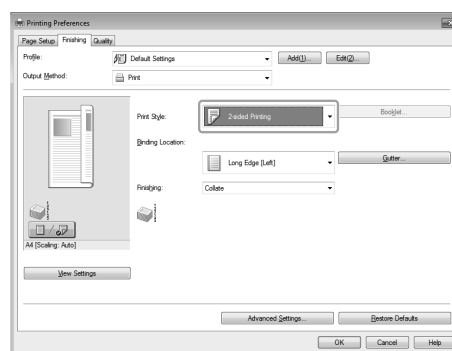 Printing Preferences
Page Setup Finishing Quality
Profile: Default Settings Add(1)... Edit(2)...
Output Method: Print
Print Style: 2-sided Printing Booklet...
Binding Location:
Long Edge [Left] Gutter...
Finishing: Collate
A4 [Scaling: Auto]
View Settings
Advanced Settings... Restore Defaults
OK Cancel Help